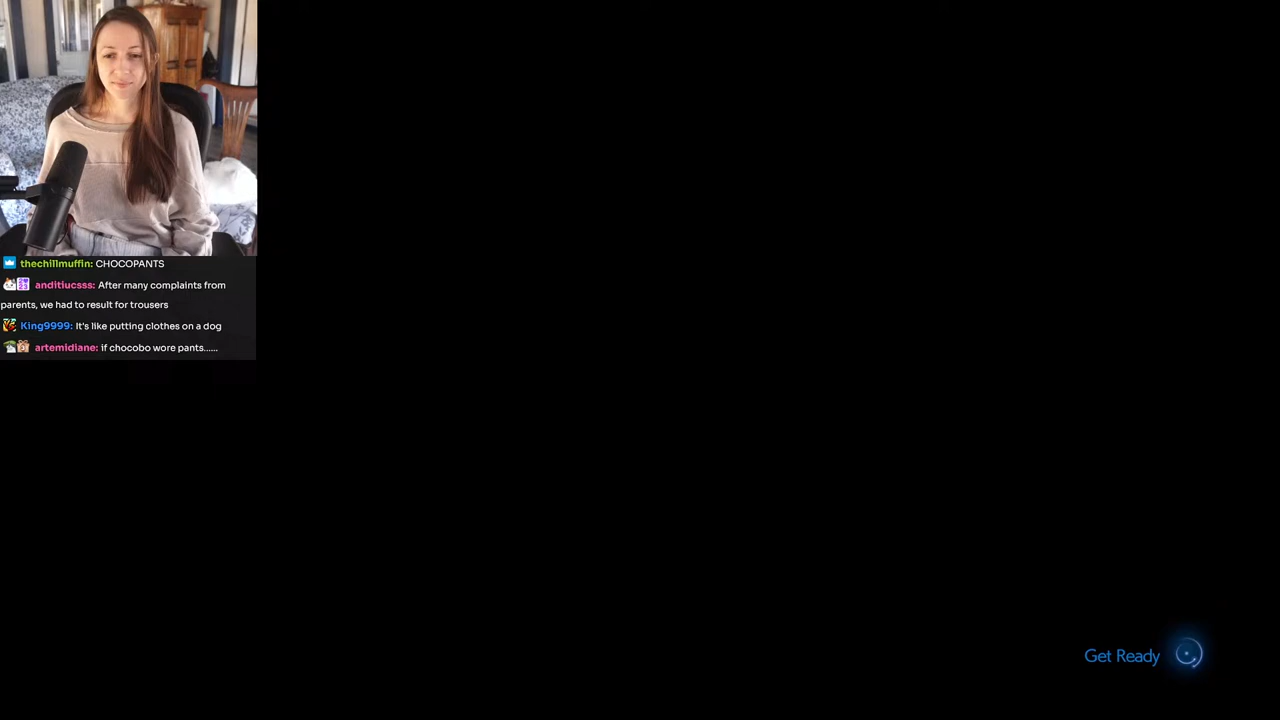 thechillmuffin: CHOCOPANTS
anditiucsss: After many complaints from
parents, we had to result for trousers
King9999: It's like putting clothes on a dog
artemidiane: if chocobo wore pants......
Get Ready